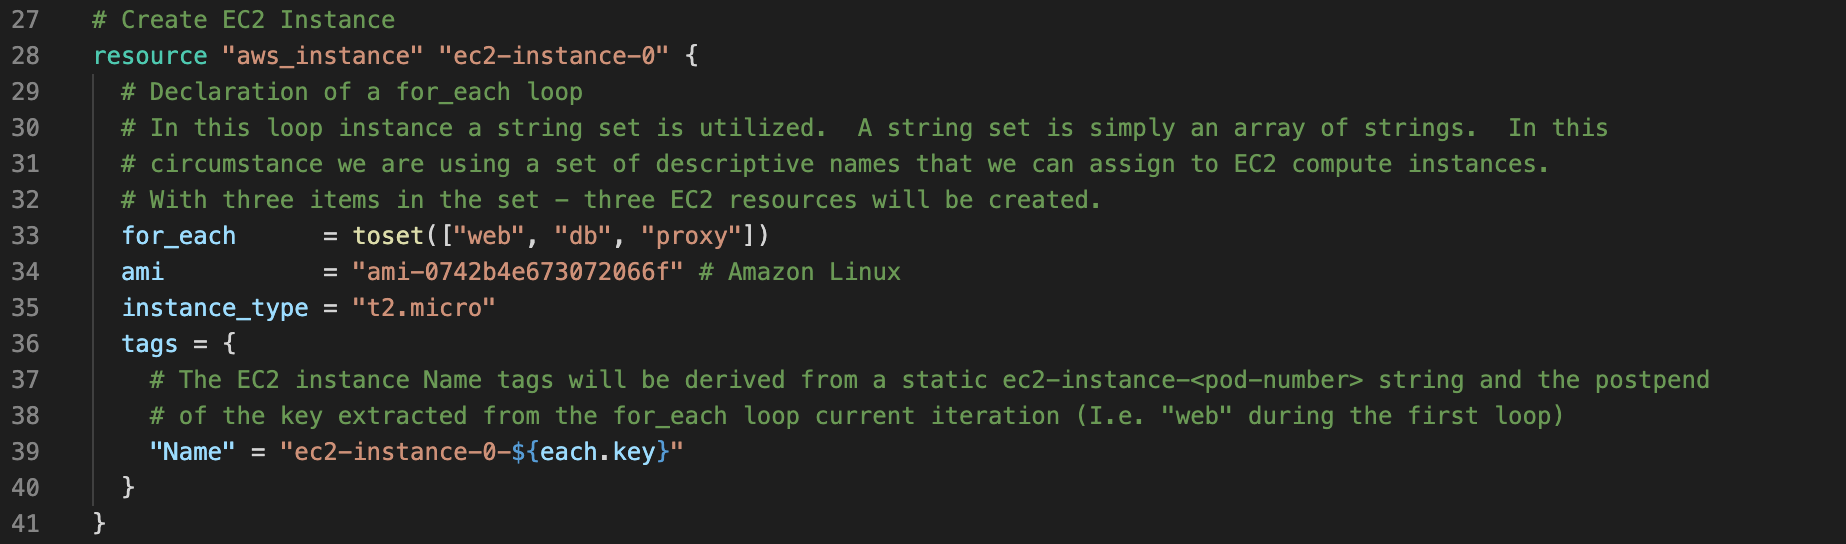 27 # Create EC2 Instance
28 resource "aws_instance" "ec2-instance-0" {
29 # Declaration of a for_each loop
30 # In this loop instance a string set is utilized.  A string set is simply an array of strings.  In this
31 # circumstance we are using a set of descriptive names that we can assign to EC2 compute instances.
32 # With three items in the set – three EC2 resources will be created.
33 for_each      = toset(["web", "db", "proxy"])
34 ami           = "ami-0742b4e673072066f" # Amazon Linux
35 instance_type = "t2.micro"
36 tags = {
37 # The EC2 instance Name tags will be derived from a static ec2-instance-<pod-number> string and the postpend
38 # of the key extracted from the for_each loop current iteration (I.e. "web" during the first loop)
39 "Name" = "ec2-instance-0-${each.key}"
40 }
41 }